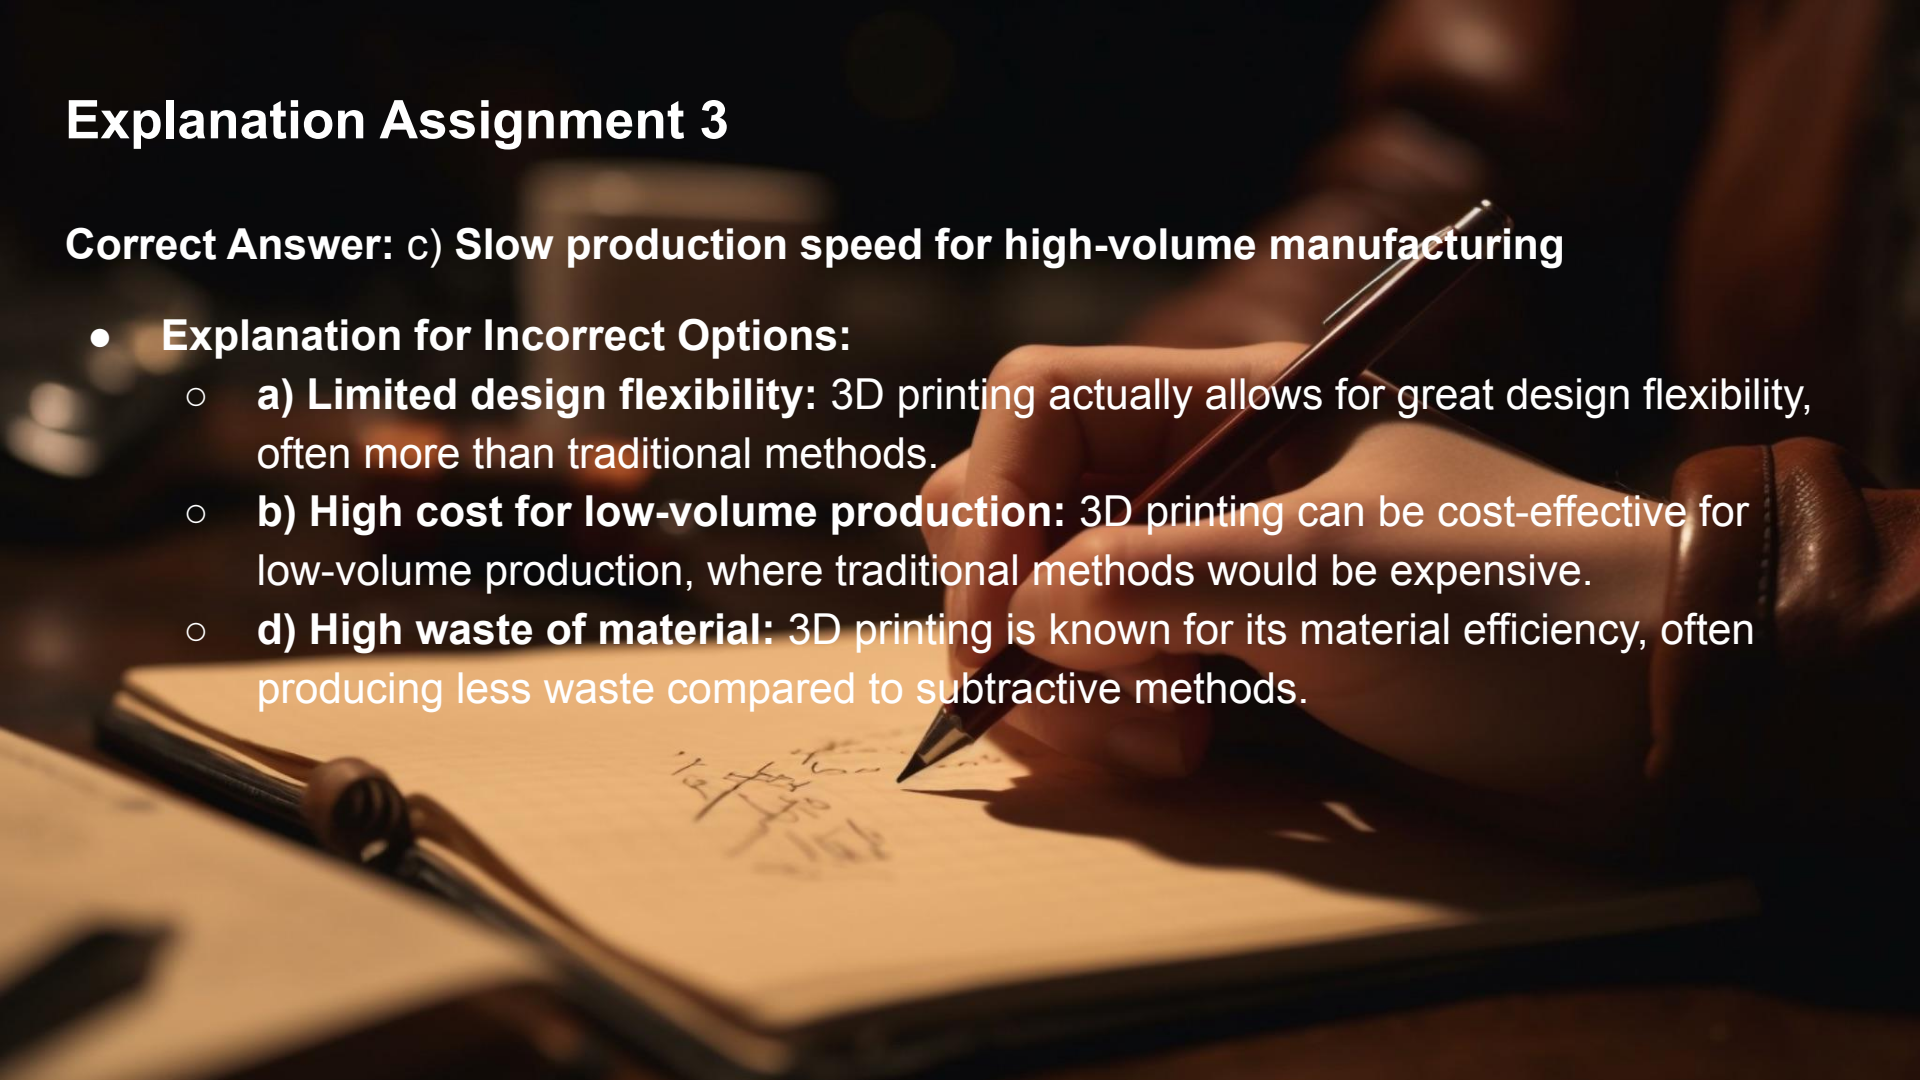 Explanation Assignment 3
Correct Answer: c) Slow production speed for high-volume manufacturing
● Explanation for Incorrect Options:
○ a) Limited design flexibility: 3D printing actually allows for great design flexibility,
often more than traditional methods.
○ b) High cost for low-volume production: 3D printing can be cost-effective for
low-volume production, where traditional methods would be expensive.
○ d) High waste of material: 3D printing is known for its material efficiency, often
producing less waste compared to subtractive methods.